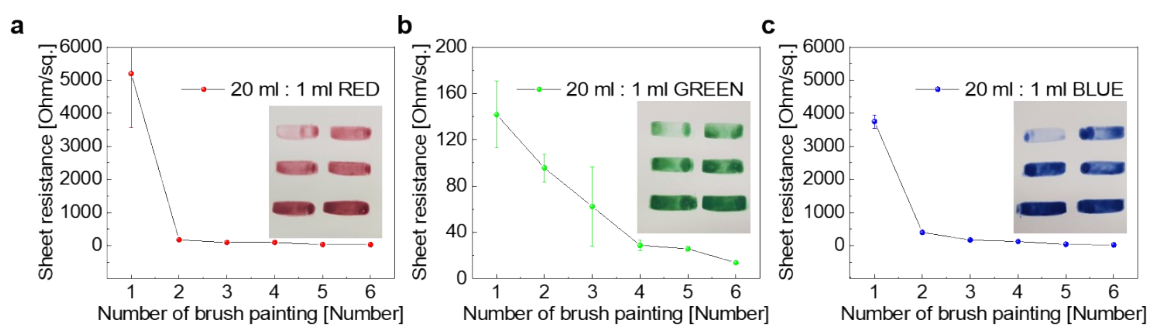 a
Sheet resistance [Ohm/sq.]
6000
5000
4000
3000
2000
1000
0
20 ml : 1 ml RED
1 2 3 4 5 6
Number of brush painting [Number]
b
Sheet resistance [Ohm/sq.]
200
160
120
80
40
0
20 ml : 1 ml GREEN
1 2 3 4 5 6
Number of brush painting [Number]
c
Sheet resistance [Ohm/sq.]
6000
5000
4000
3000
2000
1000
0
20 ml : 1 ml BLUE
1 2 3 4 5 6
Number of brush painting [Number]